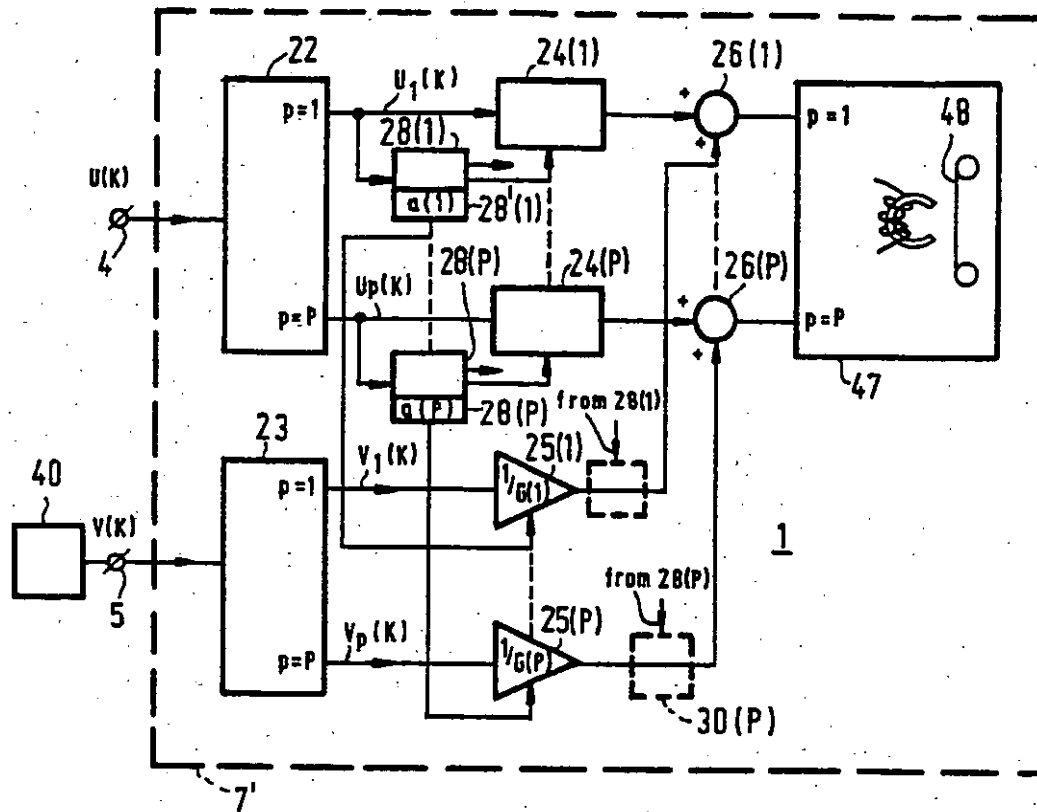 22
24(1)
26(1)
U₁(K)
p=1
28(1)
+
+
p=1
48
U(K)
a(1)
28'(1)
4
28(P)
24(P)
26(P)
Up(K)
p=P
+
+
p=P
a(P)
28(P)
47
from 28(1)
23
25(1)
V₁(K)
40
p=1
1/G(1)
V(K)
1
5
from 28(P)
25(P)
Vp(K)
p=P
1/G(P)
30(P)
7'